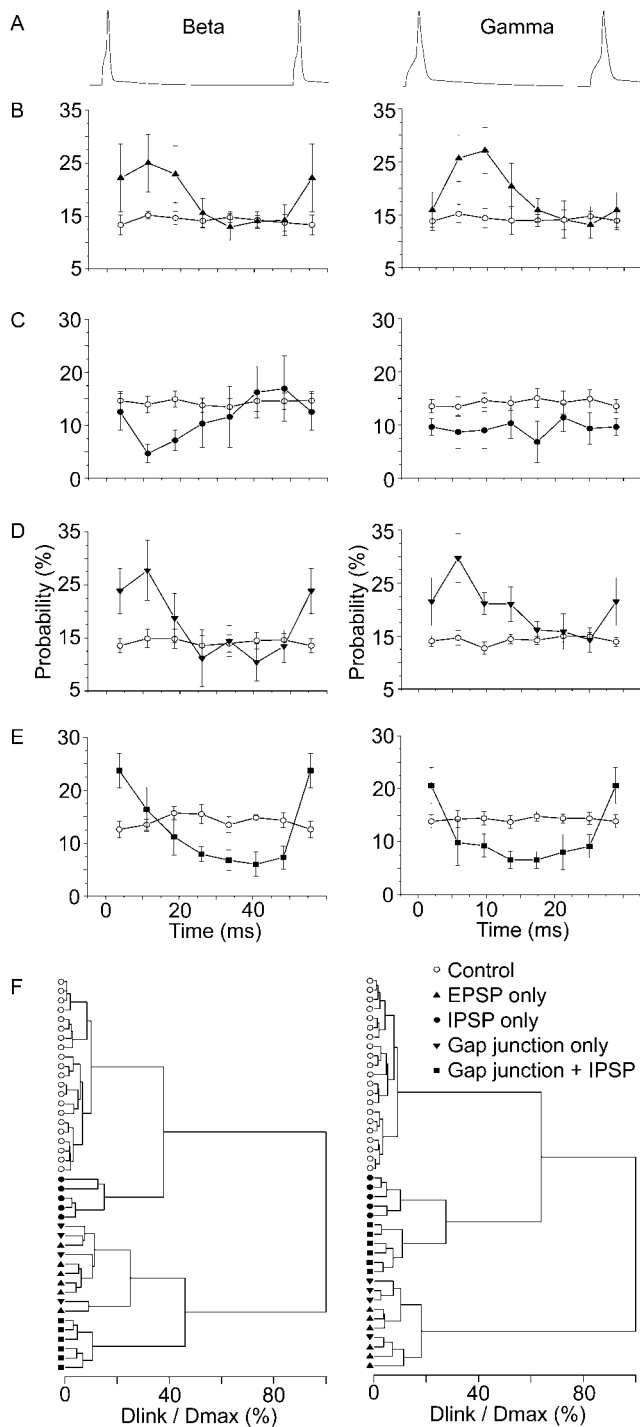 A
Beta
Gamma
B
35
25
15
5
35
25
15
5
C
30
20
10
0
30
20
10
0
D
Probability (%)
35
25
15
5
Probability (%)
35
25
15
5
E
30
20
10
0
30
20
10
0
0 20 40
Time (ms)
0 10 20
Time (ms)
F
Control
EPSP only
IPSP only
Gap junction only
Gap junction + IPSP
0 40 80
Dlink / Dmax (%)
0 40 80
Dlink / Dmax (%)